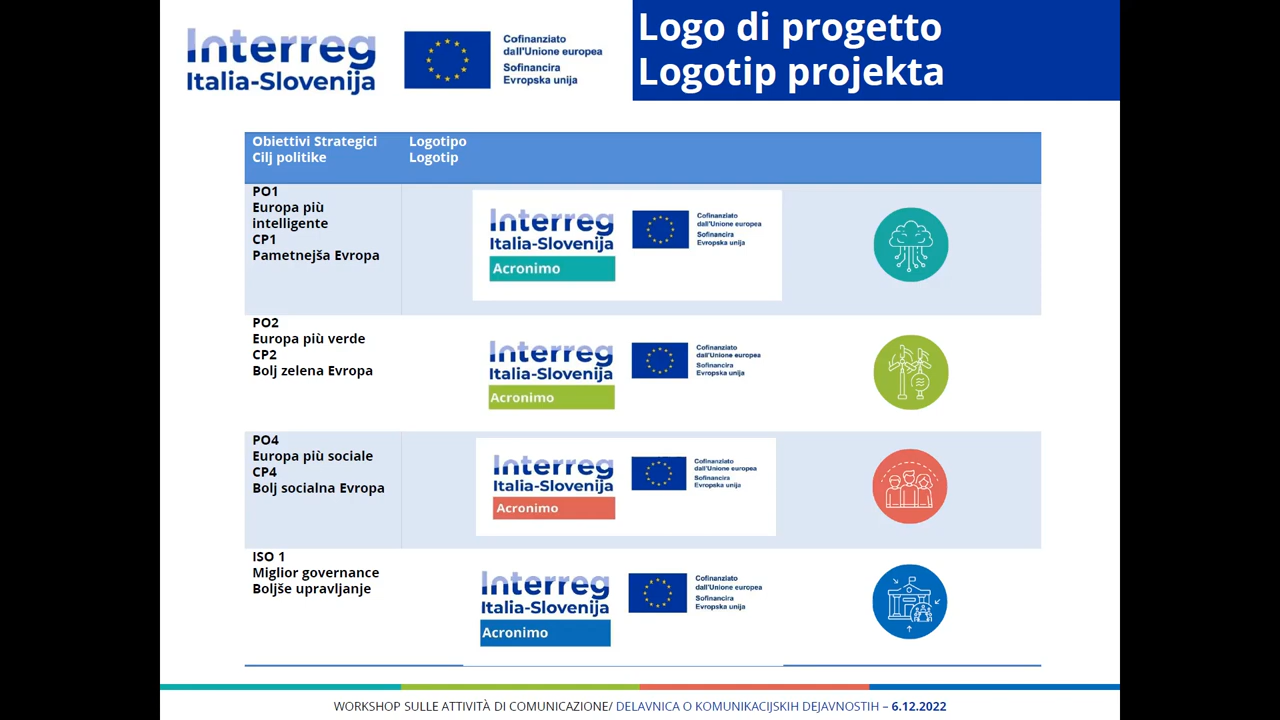 Interreg
Italia-Slovenija
Cofinanziato
dall'Unione europea
Sofinancira
Evropska unija
Logo di progetto
Logotip projekta
Obiettivi Strategici
Cilj politike
Logotipo
Logotip
PO1
Europa più
intelligente
CP1
Pametnejša Evropa
Interreg
Italia-Slovenija
Acronimo
Cofinanziato
dall'Unione europea
Sofinancira
Evropska unija
PO2
Europa più verde
CP2
Bolj zelena Evropa
Interreg
Italia-Slovenija
Acronimo
Cofinanziato
dall'Unione europea
Sofinancira
Evropska unija
PO4
Europa più sociale
CP4
Bolj socialna Evropa
Interreg
Italia-Slovenija
Acronimo
Cofinanziato
dall'Unione europea
Sofinancira
Evropska unija
ISO 1
Miglior governance
Boljše upravljanje
Interreg
Italia-Slovenija
Acronimo
Cofinanziato
dall'Unione europea
Sofinancira
Evropska unija
WORKSHOP SULLE ATTIVITÀ DI COMUNICAZIONE/ DELAVNICA O KOMUNIKACIJSKIH DEJAVNOSTIH – 6.12.2022